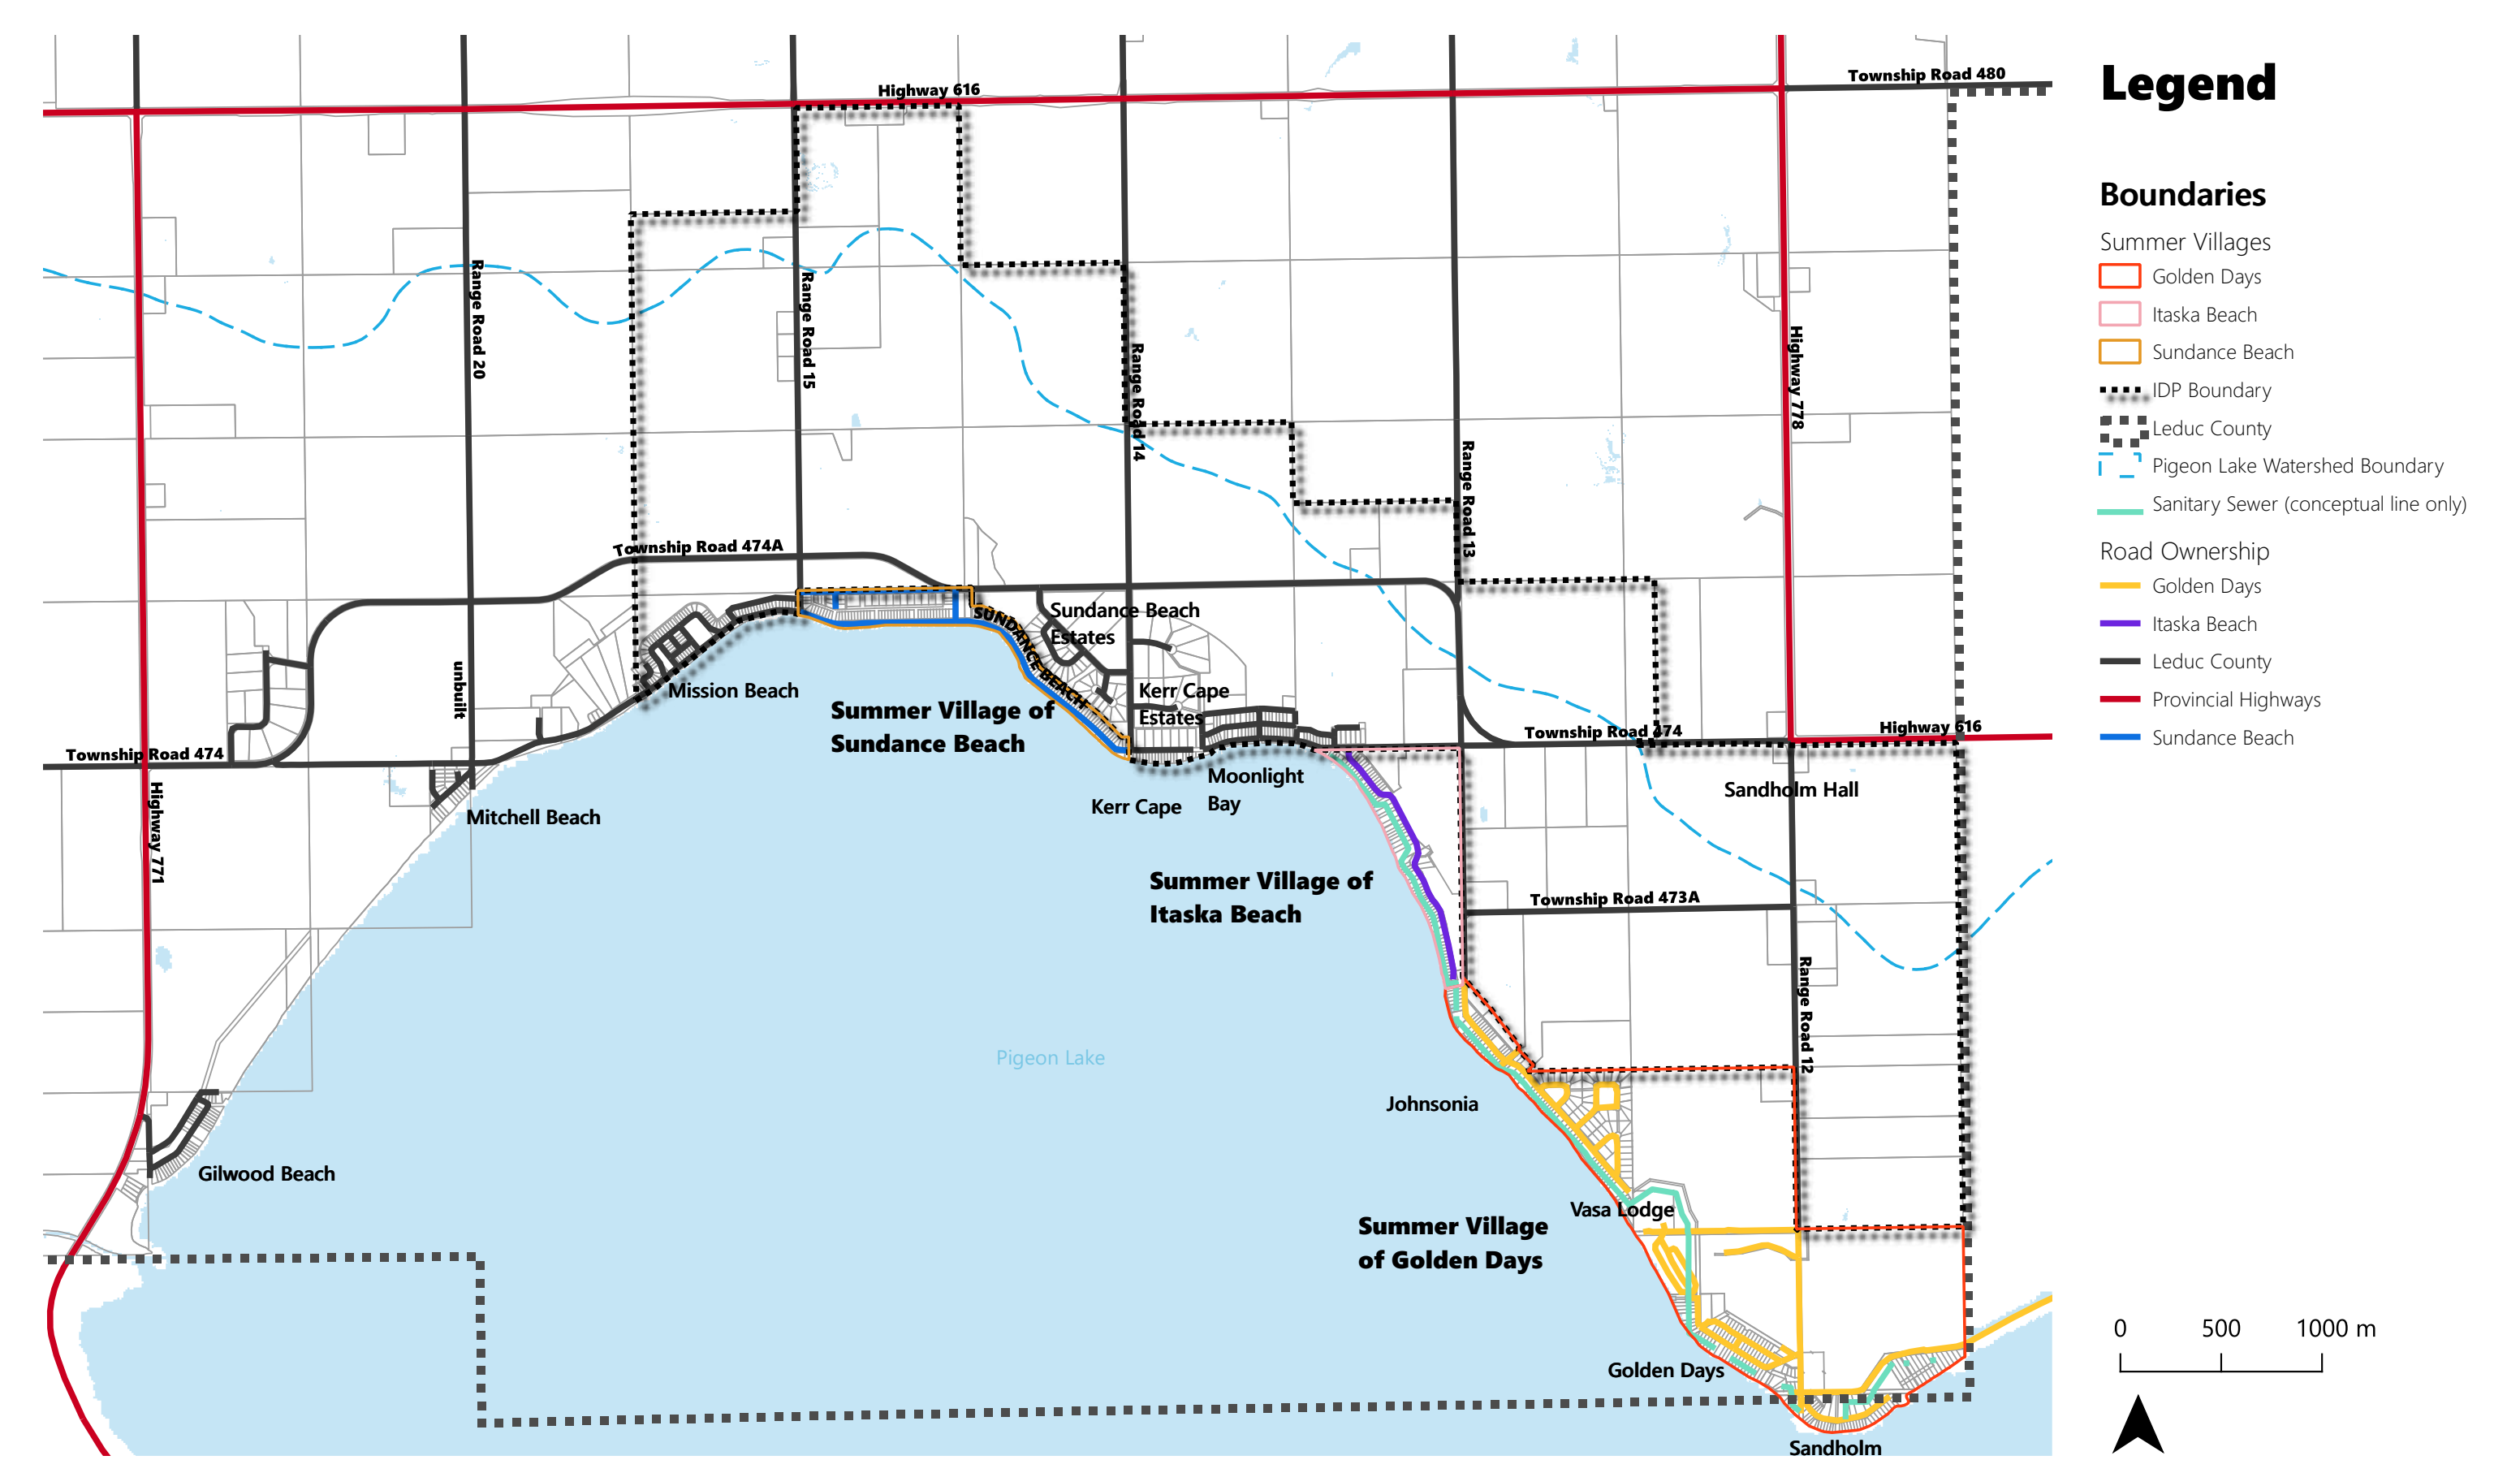 Legend
Boundaries
Summer Villages
Golden Days
Itaska Beach
Sundance Beach
IDP Boundary
Leduc County
Pigeon Lake Watershed Boundary
Sanitary Sewer (conceptual line only)
Road Ownership
Golden Days
Itaska Beach
Leduc County
Provincial Highways
Sundance Beach
0 500 1000 m
Township Road 480
Highway 616
Range Road 20
Range Road 15
Range Road 14
Range Road 13
Highway 778
Township Road 474A
Sundance Beach
Estates
SUNDANCE BEACH
unbuilt
Mission Beach
Kerr Cape
Estates
Summer Village of
Sundance Beach
Township Road 474
Highway 616
Township Road 474
Highway 771
Mitchell Beach
Kerr Cape
Moonlight
Bay
Sandholm Hall
Summer Village of
Itaska Beach
Township Road 473A
Range Road 12
Pigeon Lake
Johnsonia
Gilwood Beach
Vasa Lodge
Summer Village
of Golden Days
Golden Days
Sandholm